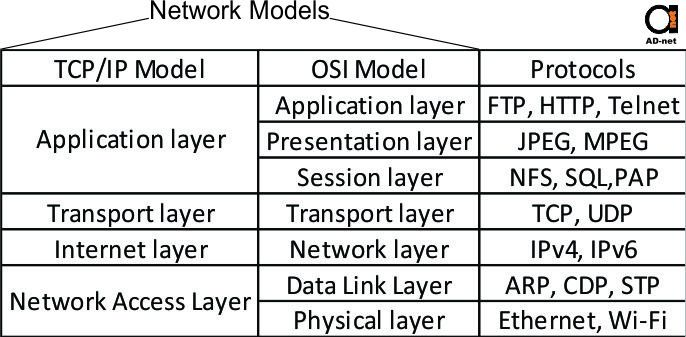 Network Models
a net
AD-net
TCP/IP Model OSI Model Protocols
Application layer Application layer FTP, HTTP, Telnet
Presentation layer JPEG, MPEG
Session layer NFS, SQL,PAP
Transport layer Transport layer TCP, UDP
Internet layer Network layer IPv4, IPv6
Network Access Layer Data Link Layer ARP, CDP, STP
Physical layer Ethernet, Wi-Fi